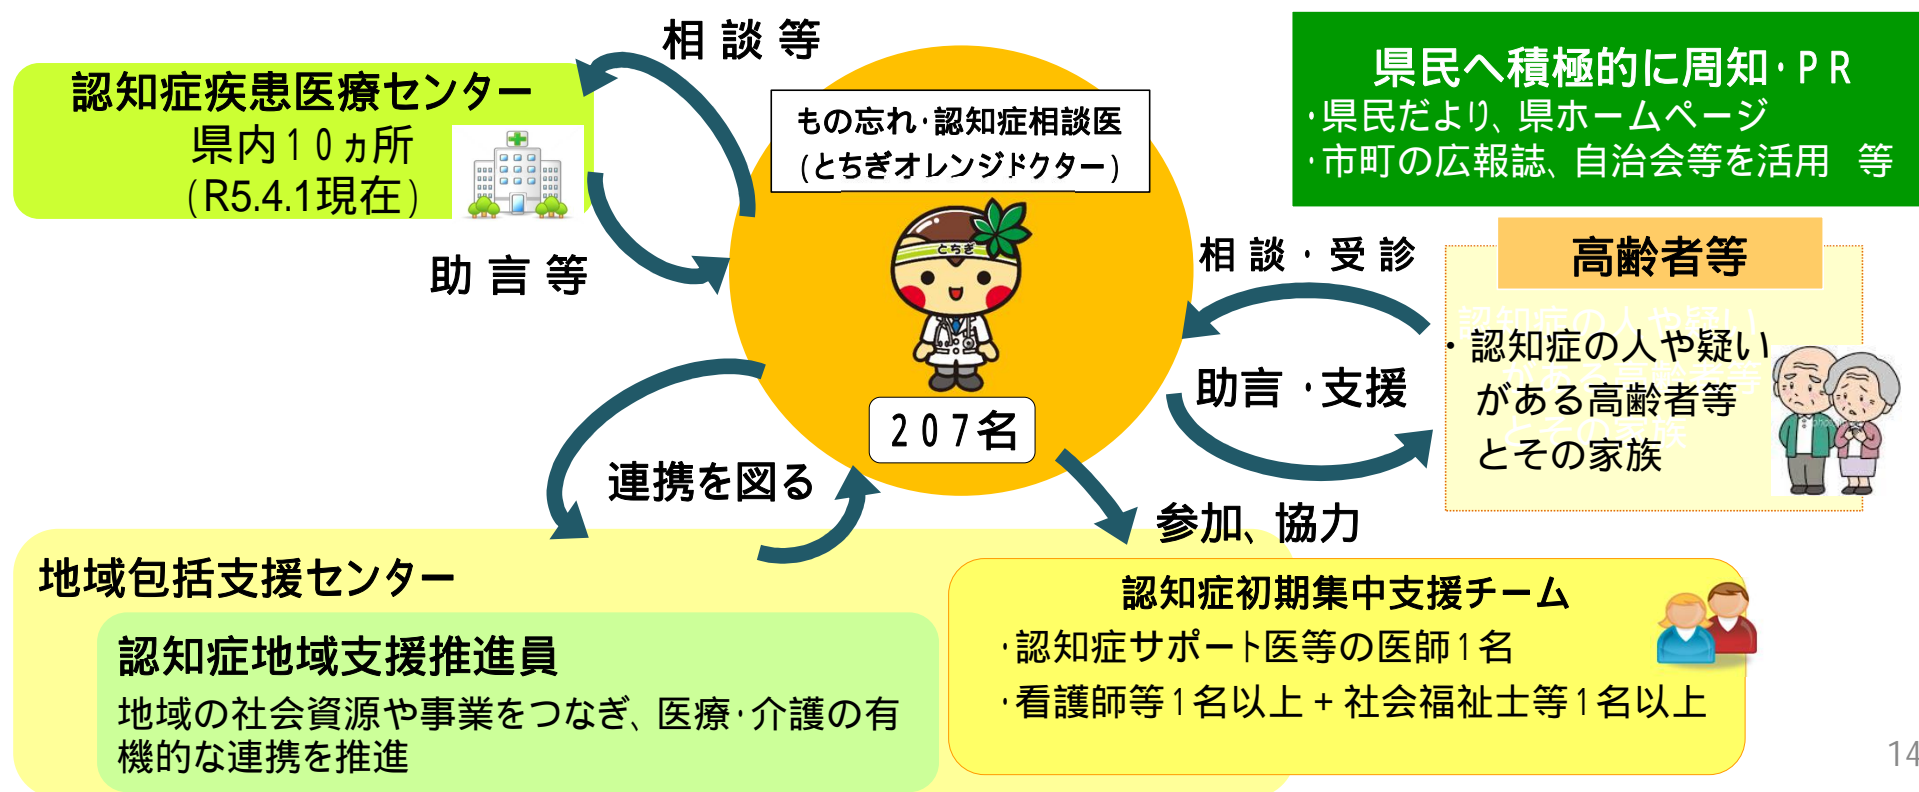 相談等
認知症疾患医療センター
県内10ヵ所
(R5.4.1現在)
助言等
もの忘れ・認知症相談医
(とちぎオレンジドクター)
とちぎ
207名
県民へ積極的に周知・PR
・県民だより、県ホームページ
・市町の広報誌、自治会等を活用　等
相談・受診
高齢者等
・認知症の人や疑い
がある高齢者等
とその家族
助言・支援
連携を図る
参加、協力
地域包括支援センター
認知症地域支援推進員
地域の社会資源や事業をつなぎ、医療・介護の有
機的な連携を推進
認知症初期集中支援チーム
・認知症サポート医等の医師1名
・看護師等1名以上+社会福祉士等1名以上
14